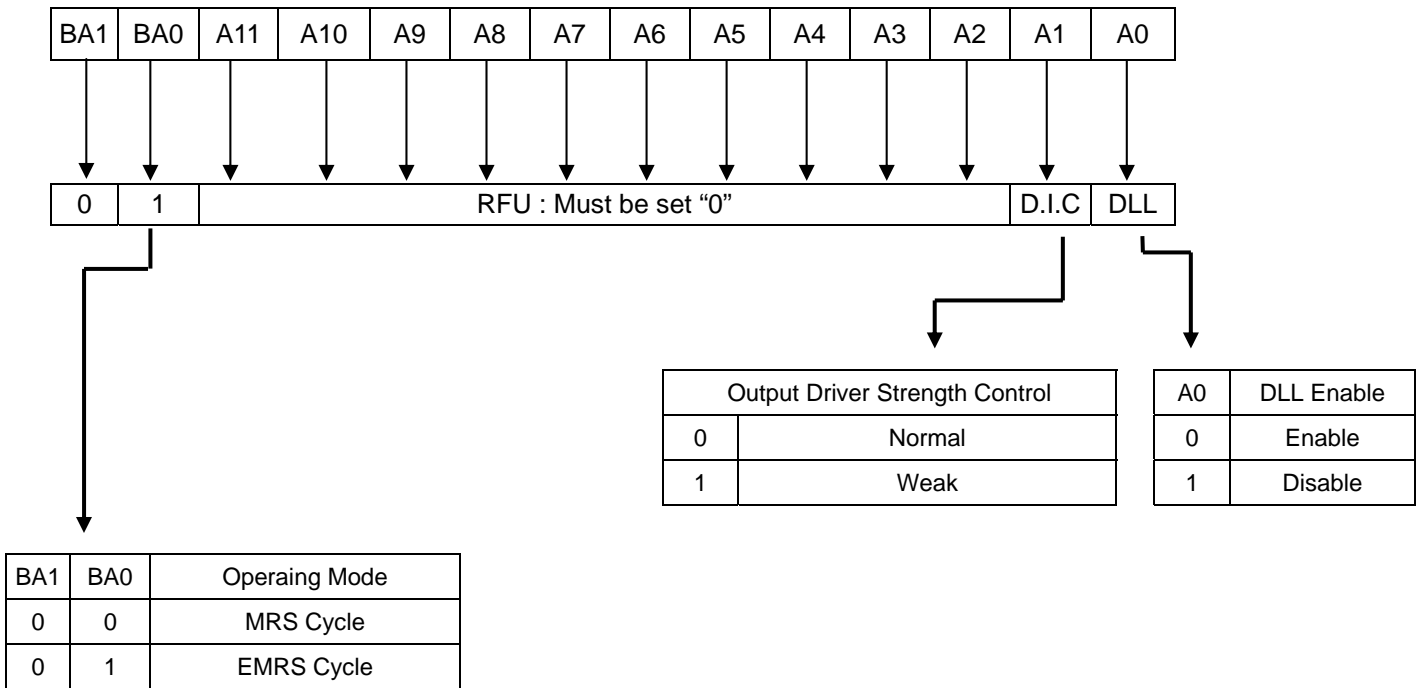 BA1 BA0 A11 A10 A9 A8 A7 A6 A5 A4 A3 A2 A1 A0
0 1 RFU : Must be set “0” D.I.C DLL
Output Driver Strength Control
0 Normal
1 Weak
A0 DLL Enable
0 Enable
1 Disable
BA1 BA0 Operaing Mode
0 0 MRS Cycle
0 1 EMRS Cycle